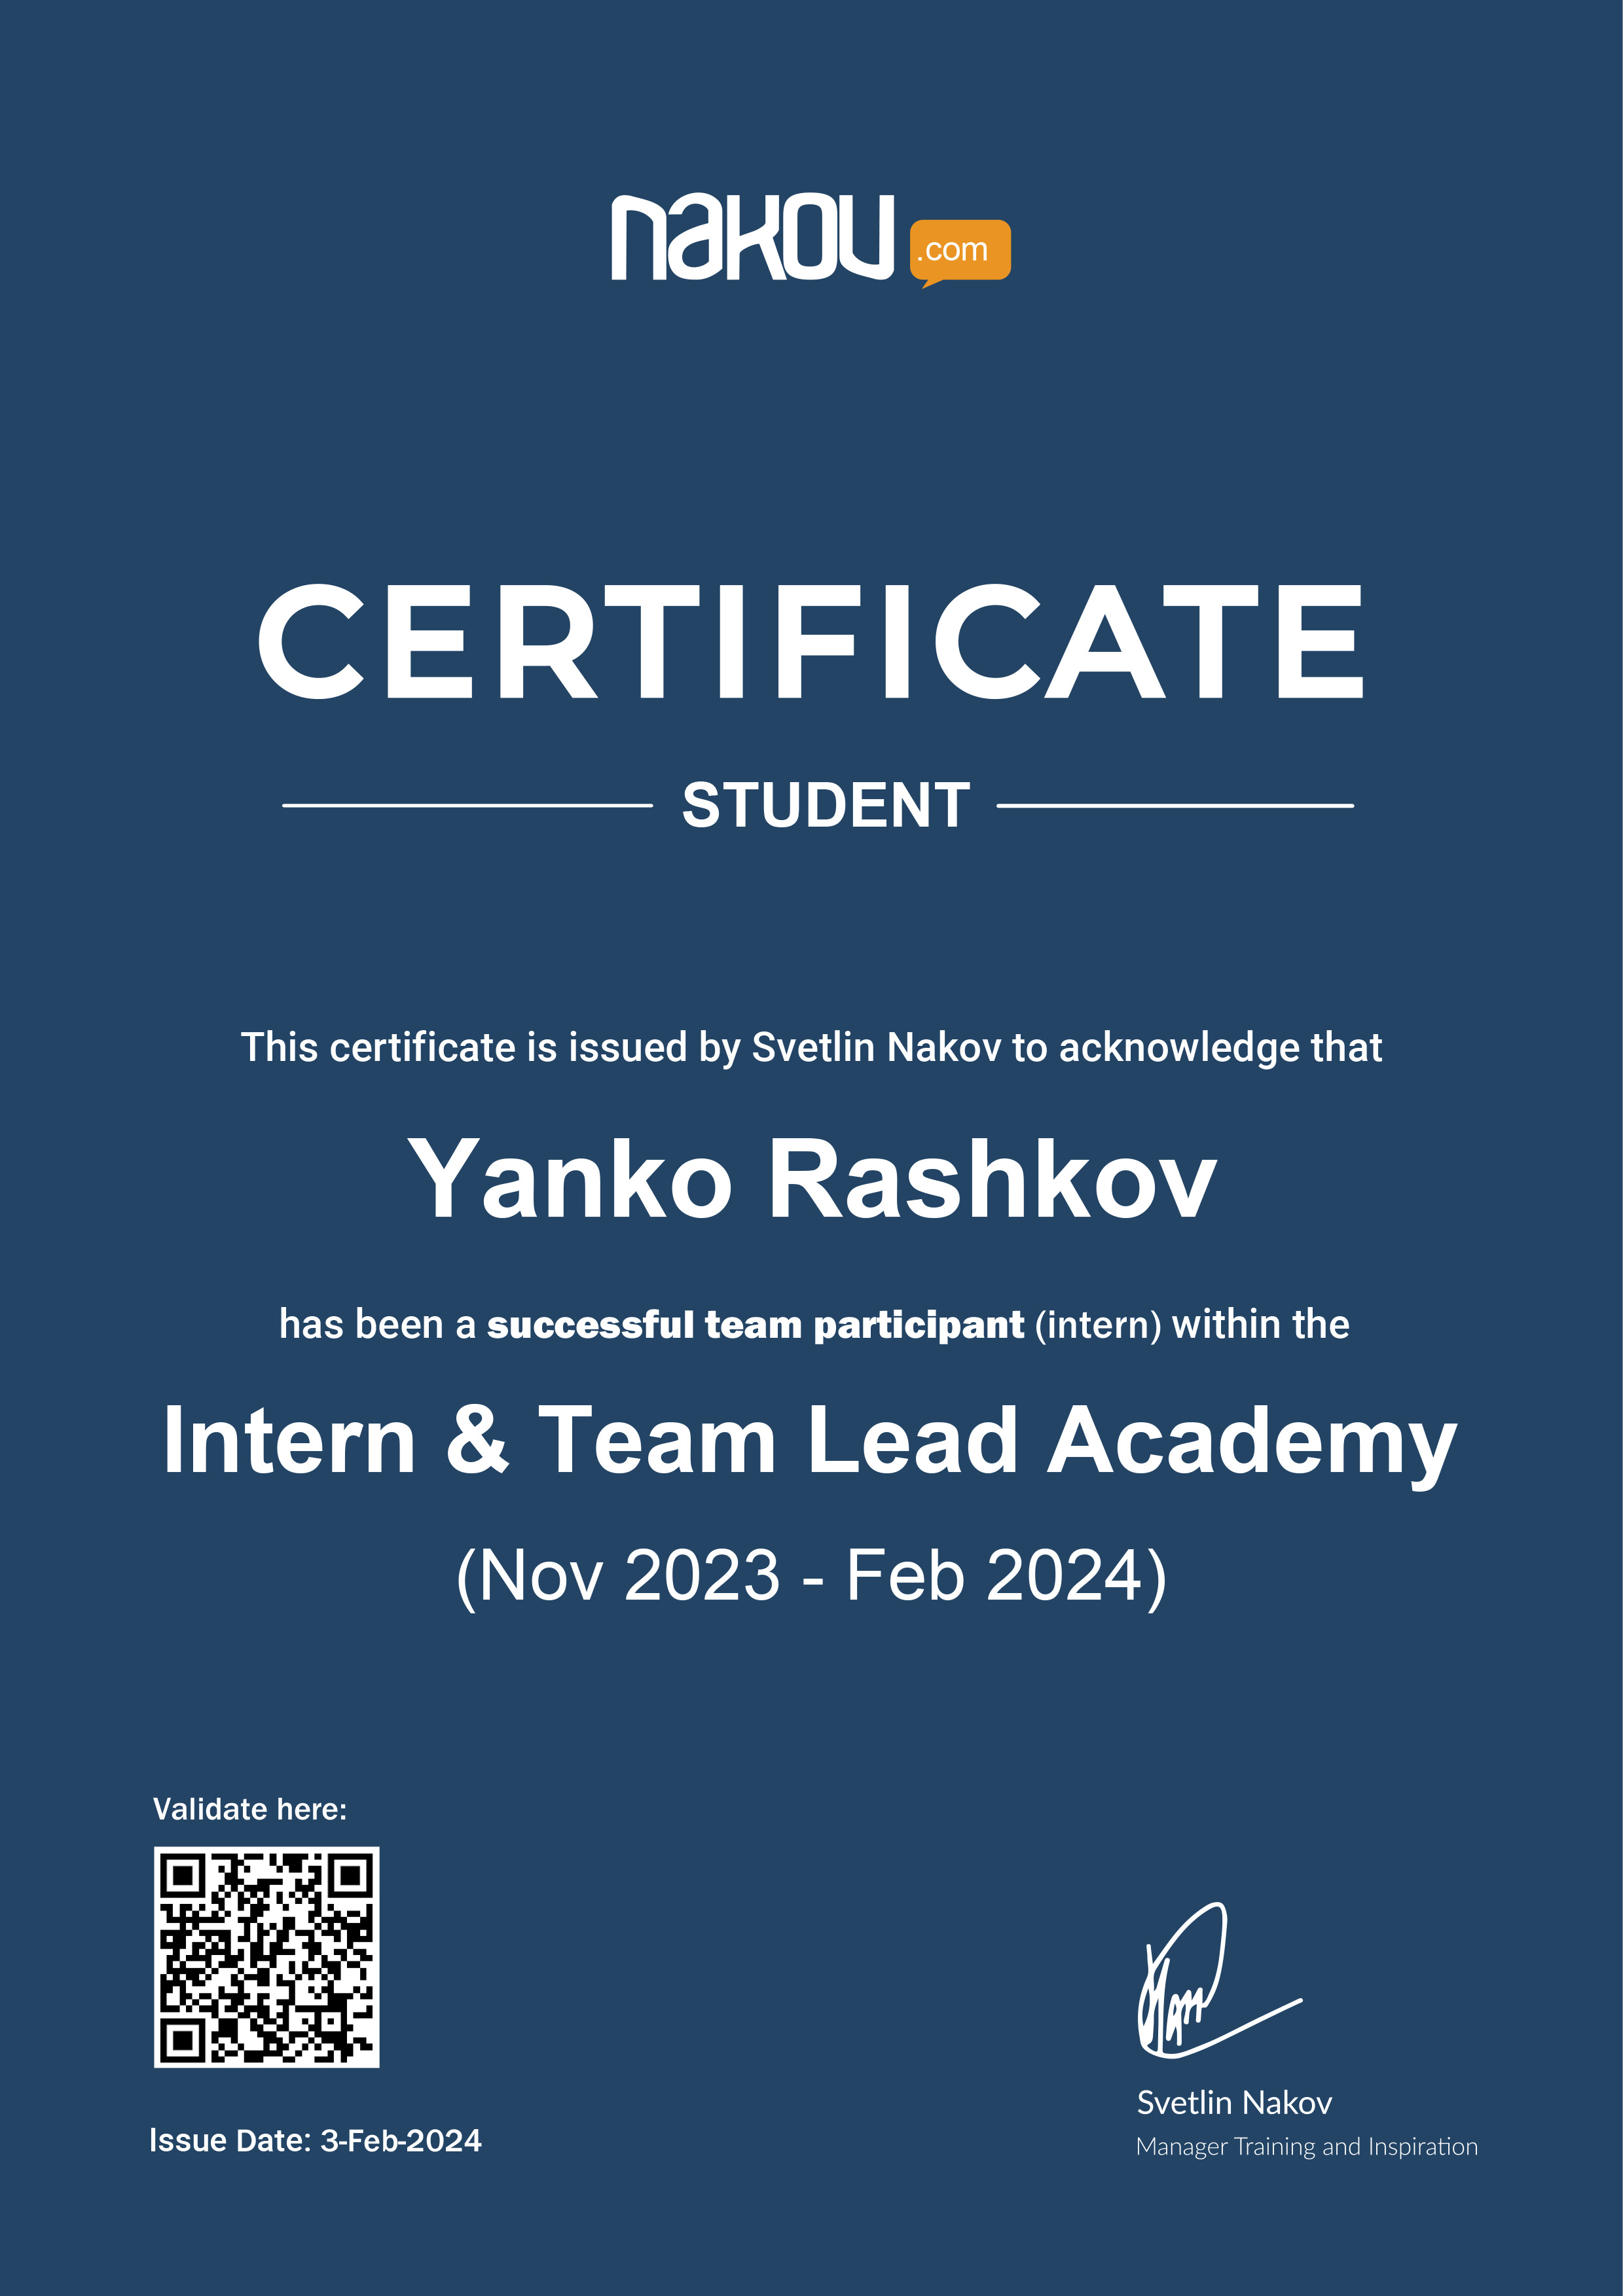 nakov .com
CERTIFICATE
STUDENT
This certificate is issued by Svetlin Nakov to acknowledge that
Yanko Rashkov
has been a successful team participant (intern) within the
Intern & Team Lead Academy
(Nov 2023 - Feb 2024)
Validate here:
Issue Date: 3-Feb-2024
Svetlin Nakov
Manager Training and Inspiration